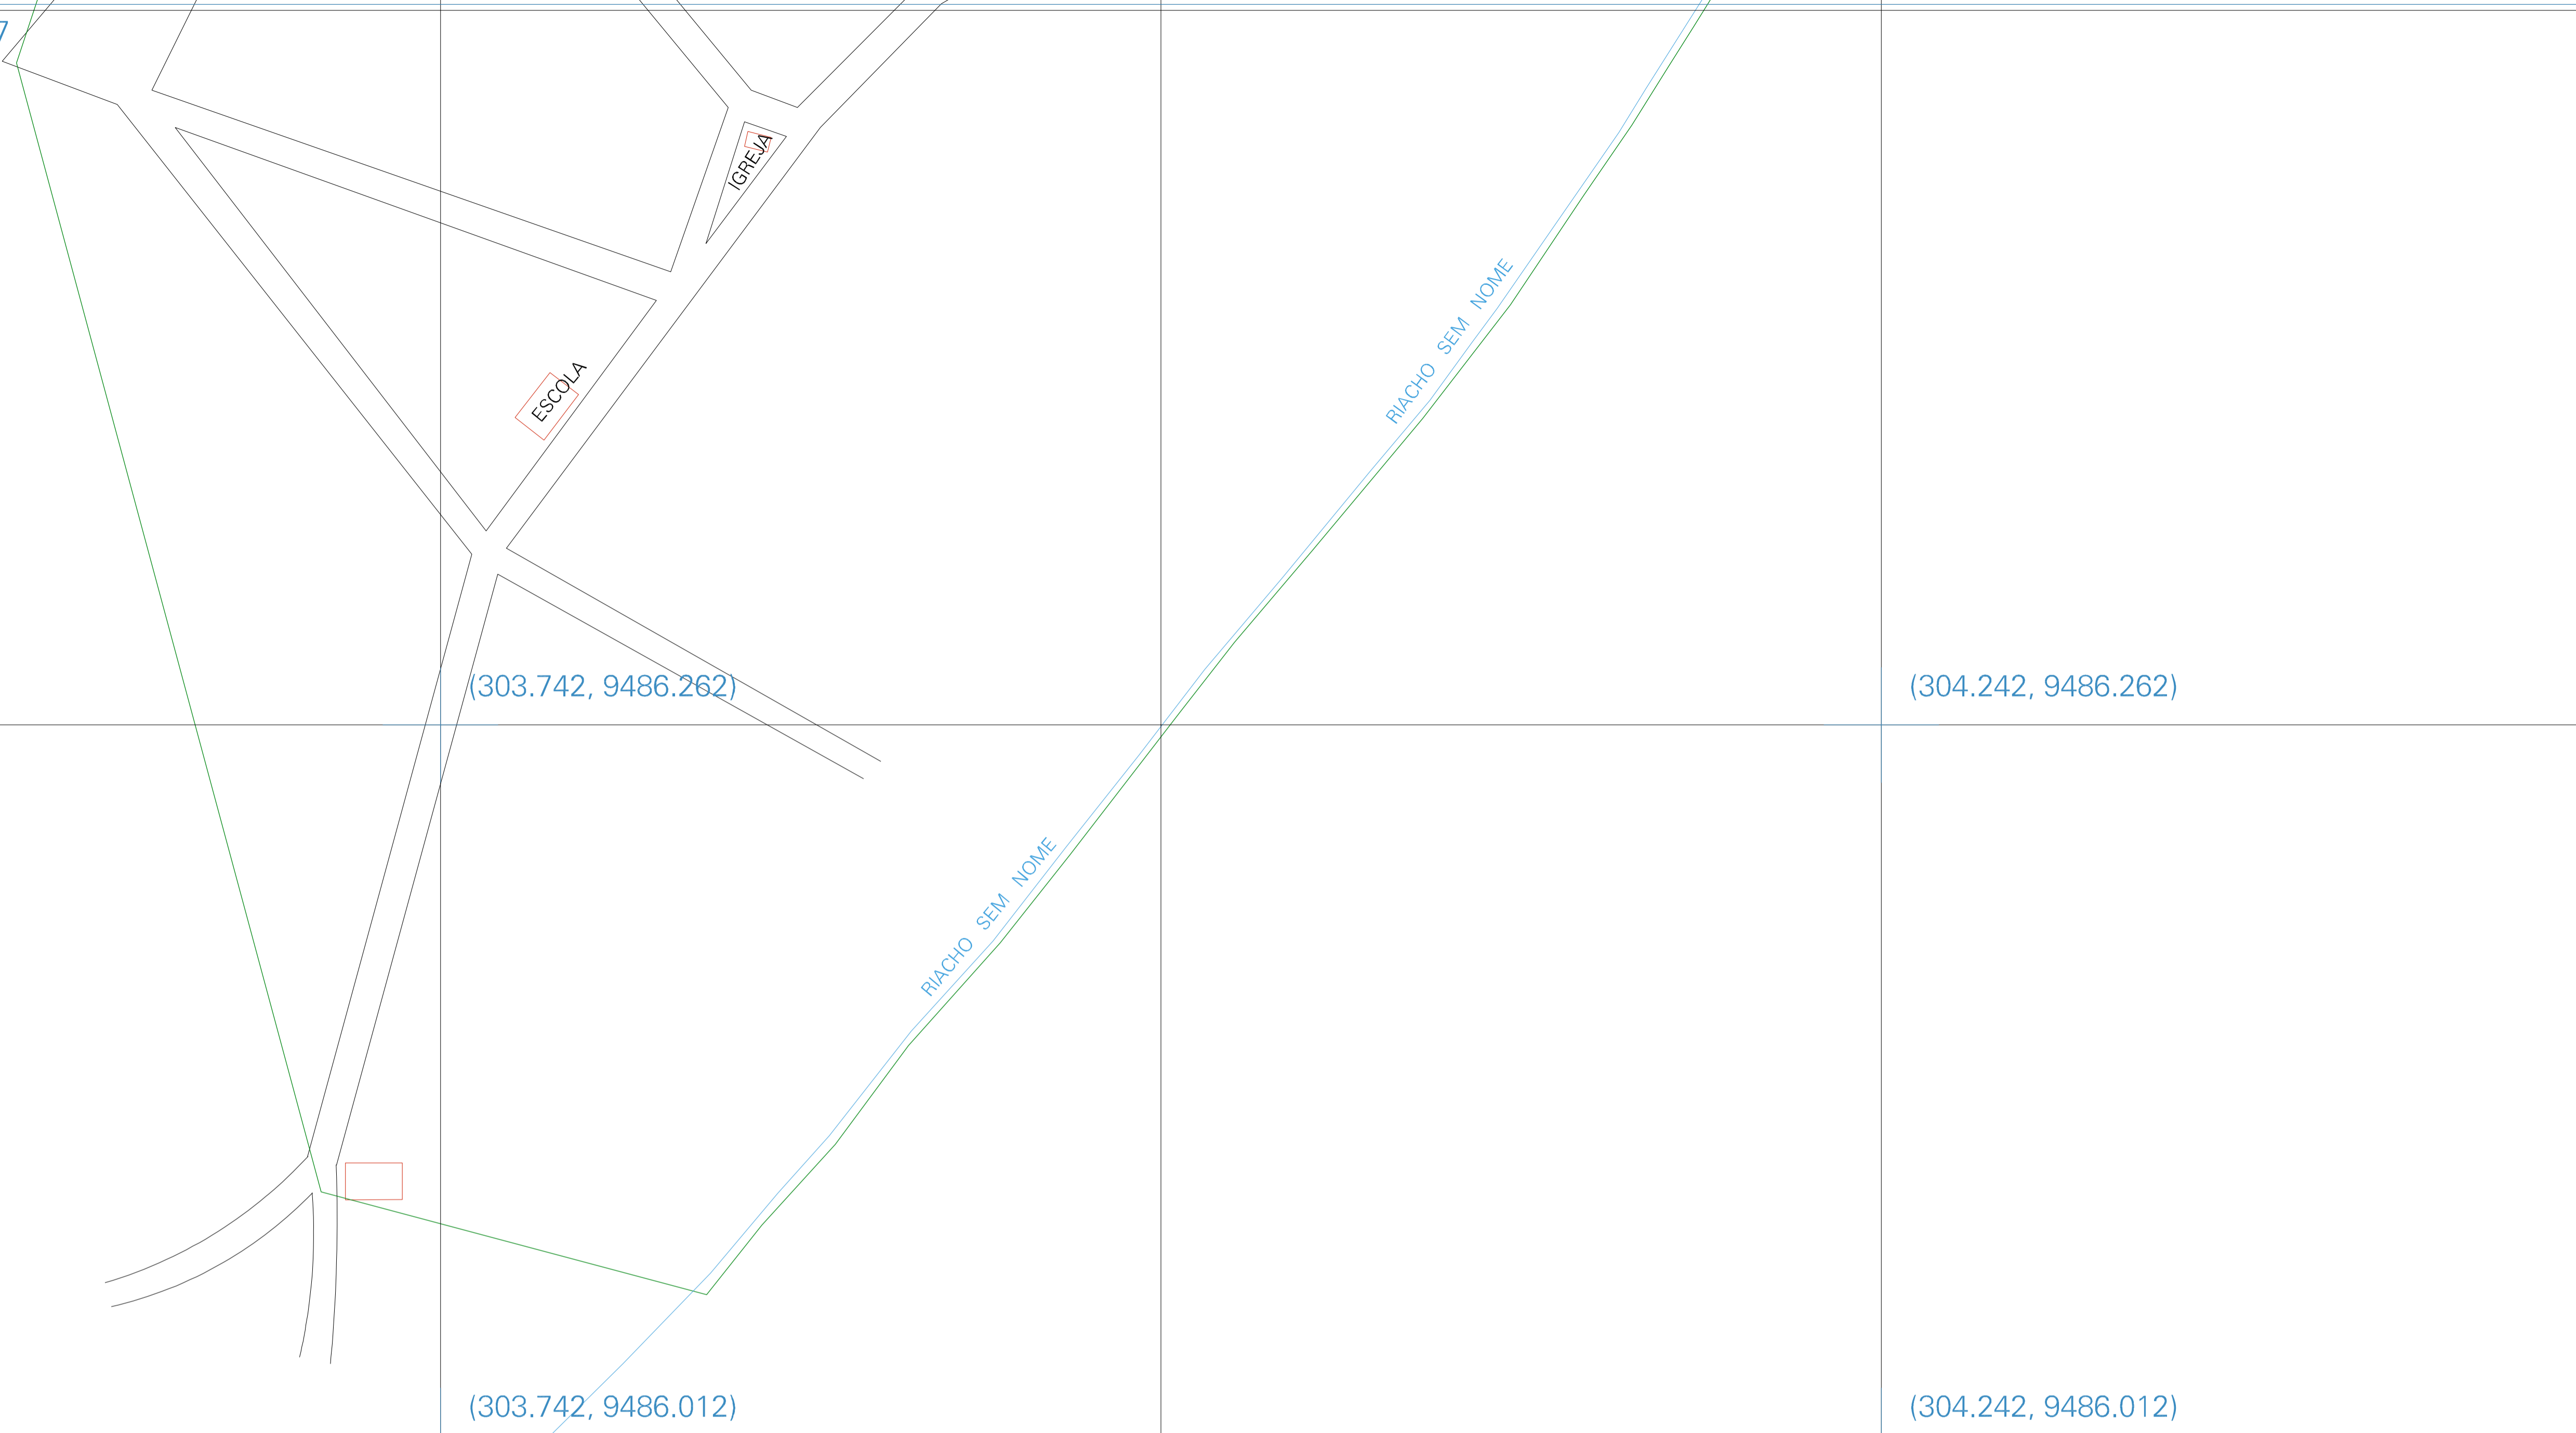 7
IGREJA
RIACHO SEM NOME
ESCOLA
(303.742, 9486.262)
(304.242, 9486.262)
RIACHO SEM NOME
(303.742, 9486.012)
(304.242, 9486.012)